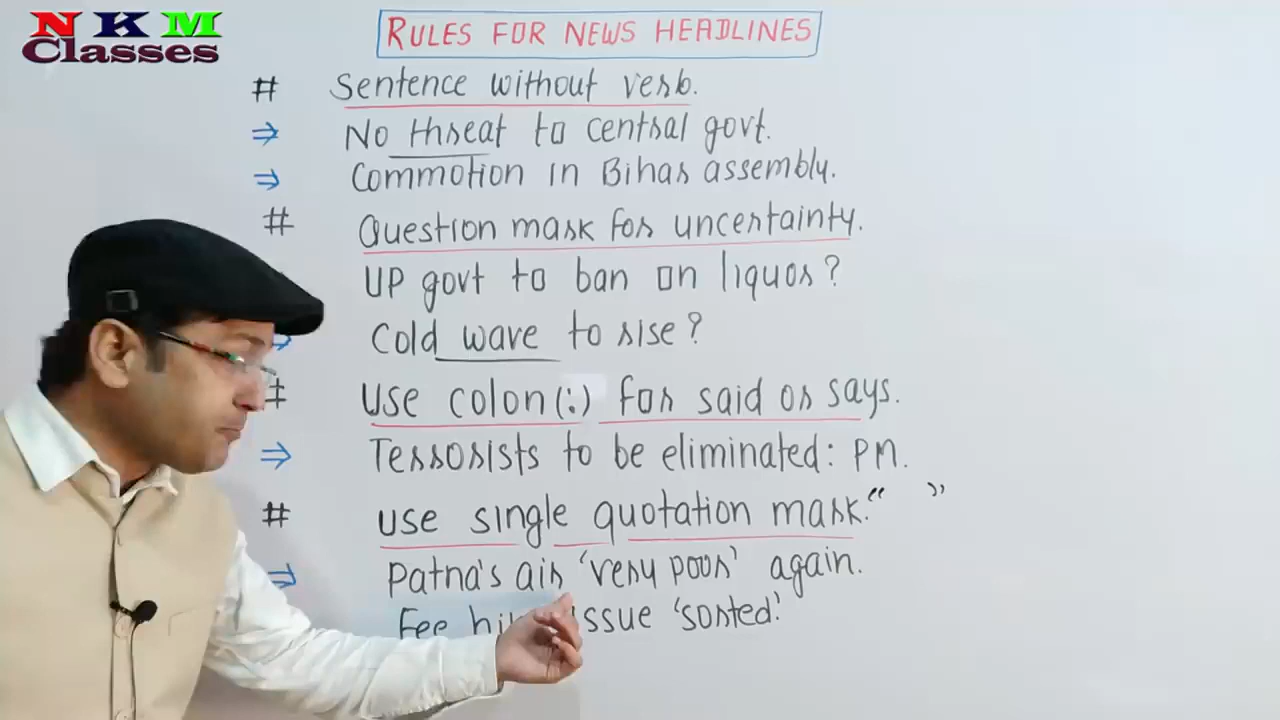 NKM
Classes
RULES FOR NEWS HEADLINES
# Sentence without verb.
⇒ No threat to central govt.
⇒ Commotion in Bihar assembly.
# Question mark for uncertainty.
UP govt to ban on liquor?
Cold wave to rise?
# Use colon(:) for said or says.
⇒ Terrorists to be eliminated: PM.
# Use single quotation mark. “ ”
⇒ Patna's air ‘very poor’ again.
Fee issue ‘sorted’.